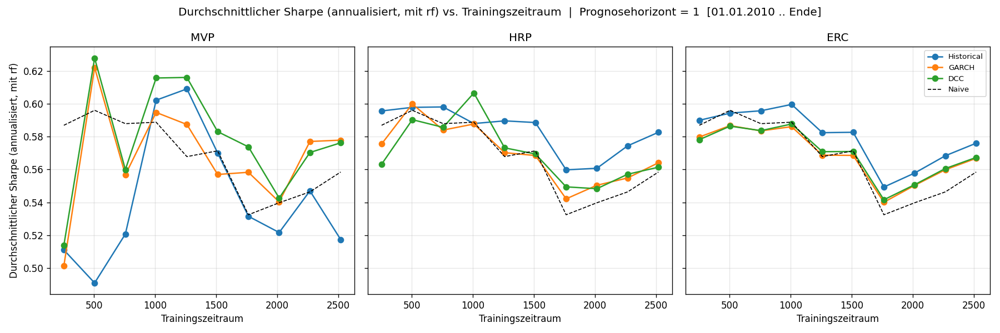 Durchschnittlicher Sharpe (annualisiert, mit rf) vs. Trainingszeitraum | Prognosehorizont = 1 [01.01.2010 .. Ende]
MVP
HRP
ERC
Durchschnittlicher Sharpe (annualisiert, mit rf)
0.62
0.60
0.58
0.56
0.54
0.52
0.50
Historical
GARCH
DCC
Naive
500 1000 1500 2000 2500
500 1000 1500 2000 2500
500 1000 1500 2000 2500
Trainingszeitraum
Trainingszeitraum
Trainingszeitraum